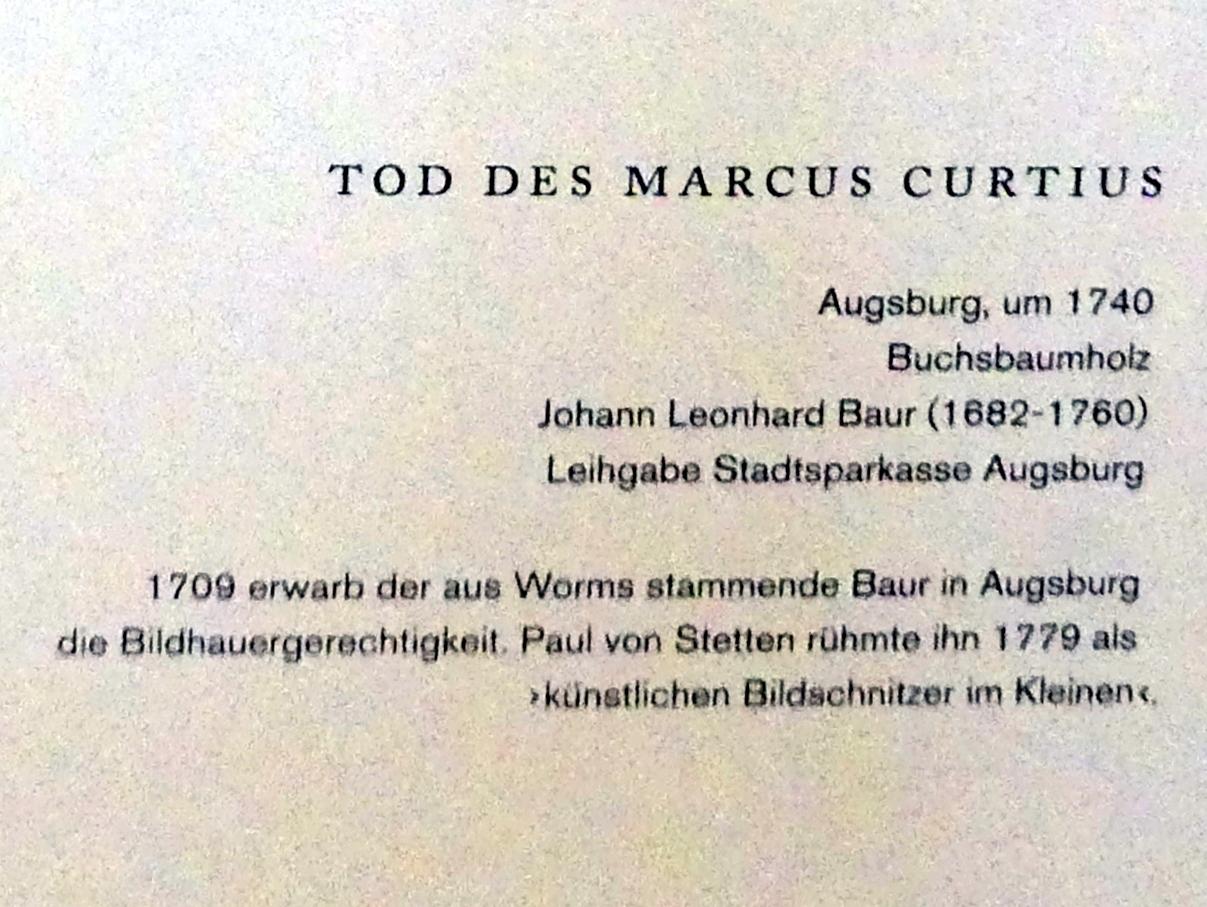 TOD DES MARCUS CURTIUS
Augsburg, um 1740
Buchsbaumholz
Johann Leonhard Baur (1682-1760)
Leihgabe Stadtsparkasse Augsburg
1709 erwarb der aus Worms stammende Baur in Augsburg
die Bildhauergerechtigkeit. Paul von Stetten rühmte ihn 1779 als
›künstlichen Bildschnitzer im Kleinen‹.